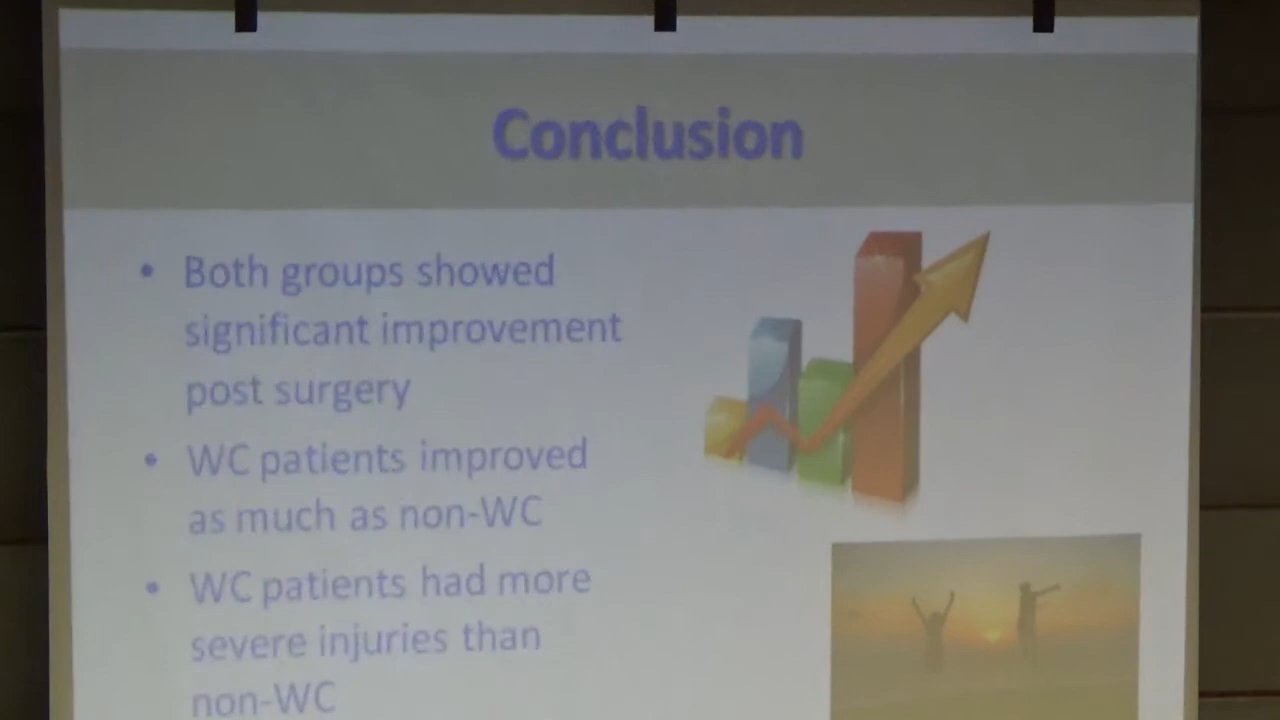 Conclusion
• Both groups showed
significant improvement
post surgery
• WC patients improved
as much as non-WC
• WC patients had more
severe injuries than
non-WC